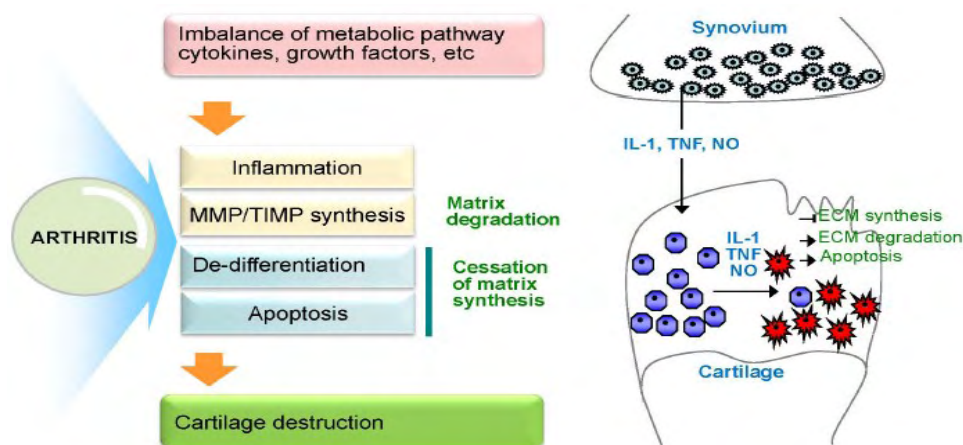 Imbalance of metabolic pathway
cytokines, growth factors, etc
ARTHRITIS
Inflammation
MMP/TIMP synthesis
De-differentiation
Apoptosis
Matrix
degradation
Cessation
of matrix
synthesis
Cartilage destruction
Synovium
IL-1, TNF, NO
IL-1
TNF
NO
ECM synthesis
ECM degradation
Apoptosis
Cartilage